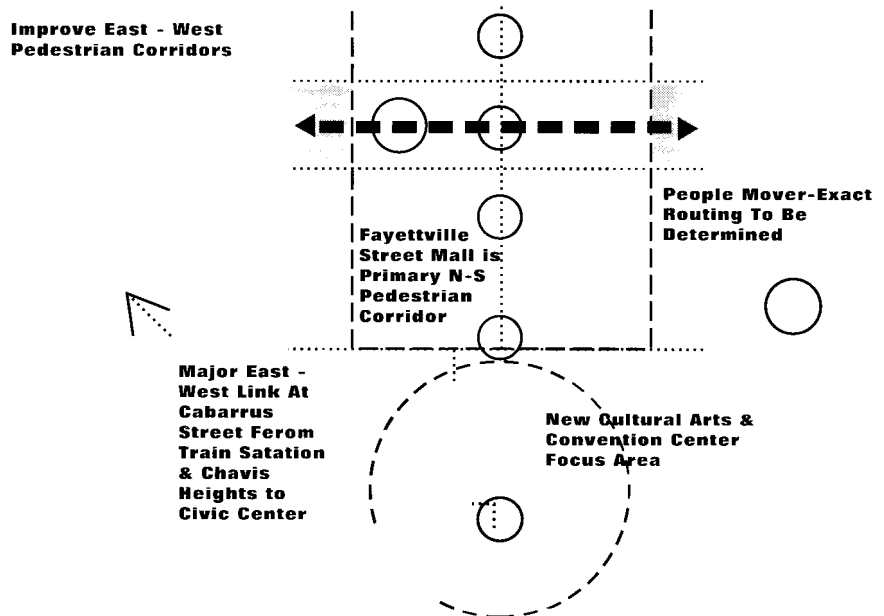 Improve East - West
Pedestrian Corridors
People Mover-Exact
Routing To Be
Determined
Fayettville
Street Mall is
Primary N-S
Pedestrian
Corridor
Major East -
West Link At
Cabarrus
Street Ferom
Train Satation
& Chavis
Heights to
Civic Center
New Cultural Arts &
Convention Center
Focus Area